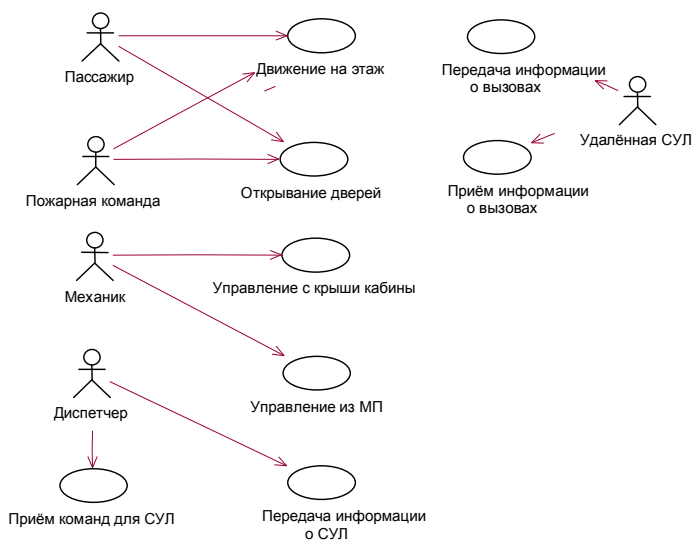 Пассажир
Движение на этаж
Передача информации
о вызовах
Удалённая СУЛ
Пожарная команда
Открывание дверей
Приём информации
о вызовах
Механик
Управление с крыши кабины
Диспетчер
Управление из МП
Приём команд для СУЛ
Передача информации
о СУЛ